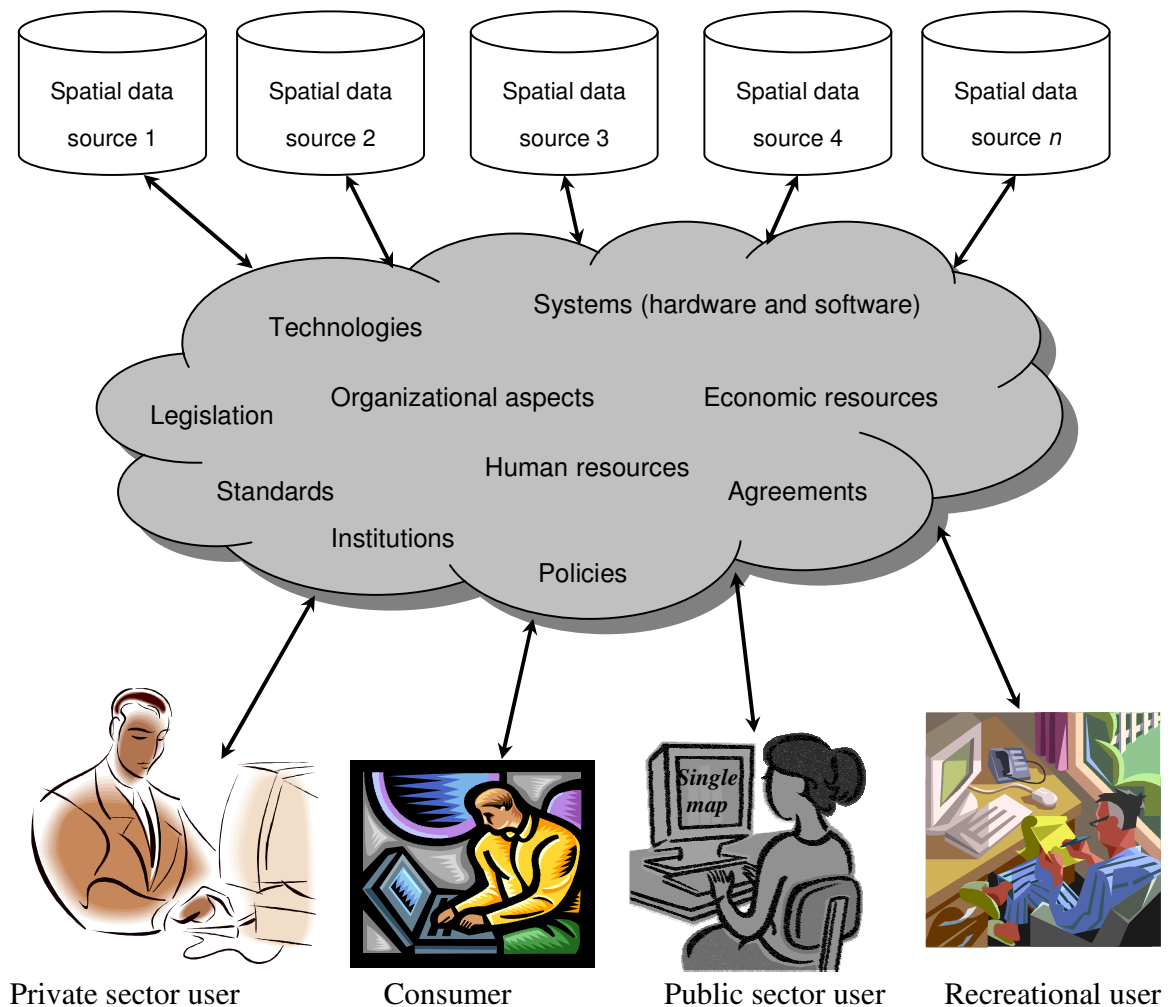 Spatial data
source 1
Spatial data
source 2
Spatial data
source 3
Spatial data
source 4
Spatial data
source n
Systems (hardware and software)
Technologies
Organizational aspects
Economic resources
Legislation
Human resources
Standards
Agreements
Institutions
Policies
Single
map
Private sector user
Consumer
Public sector user
Recreational user